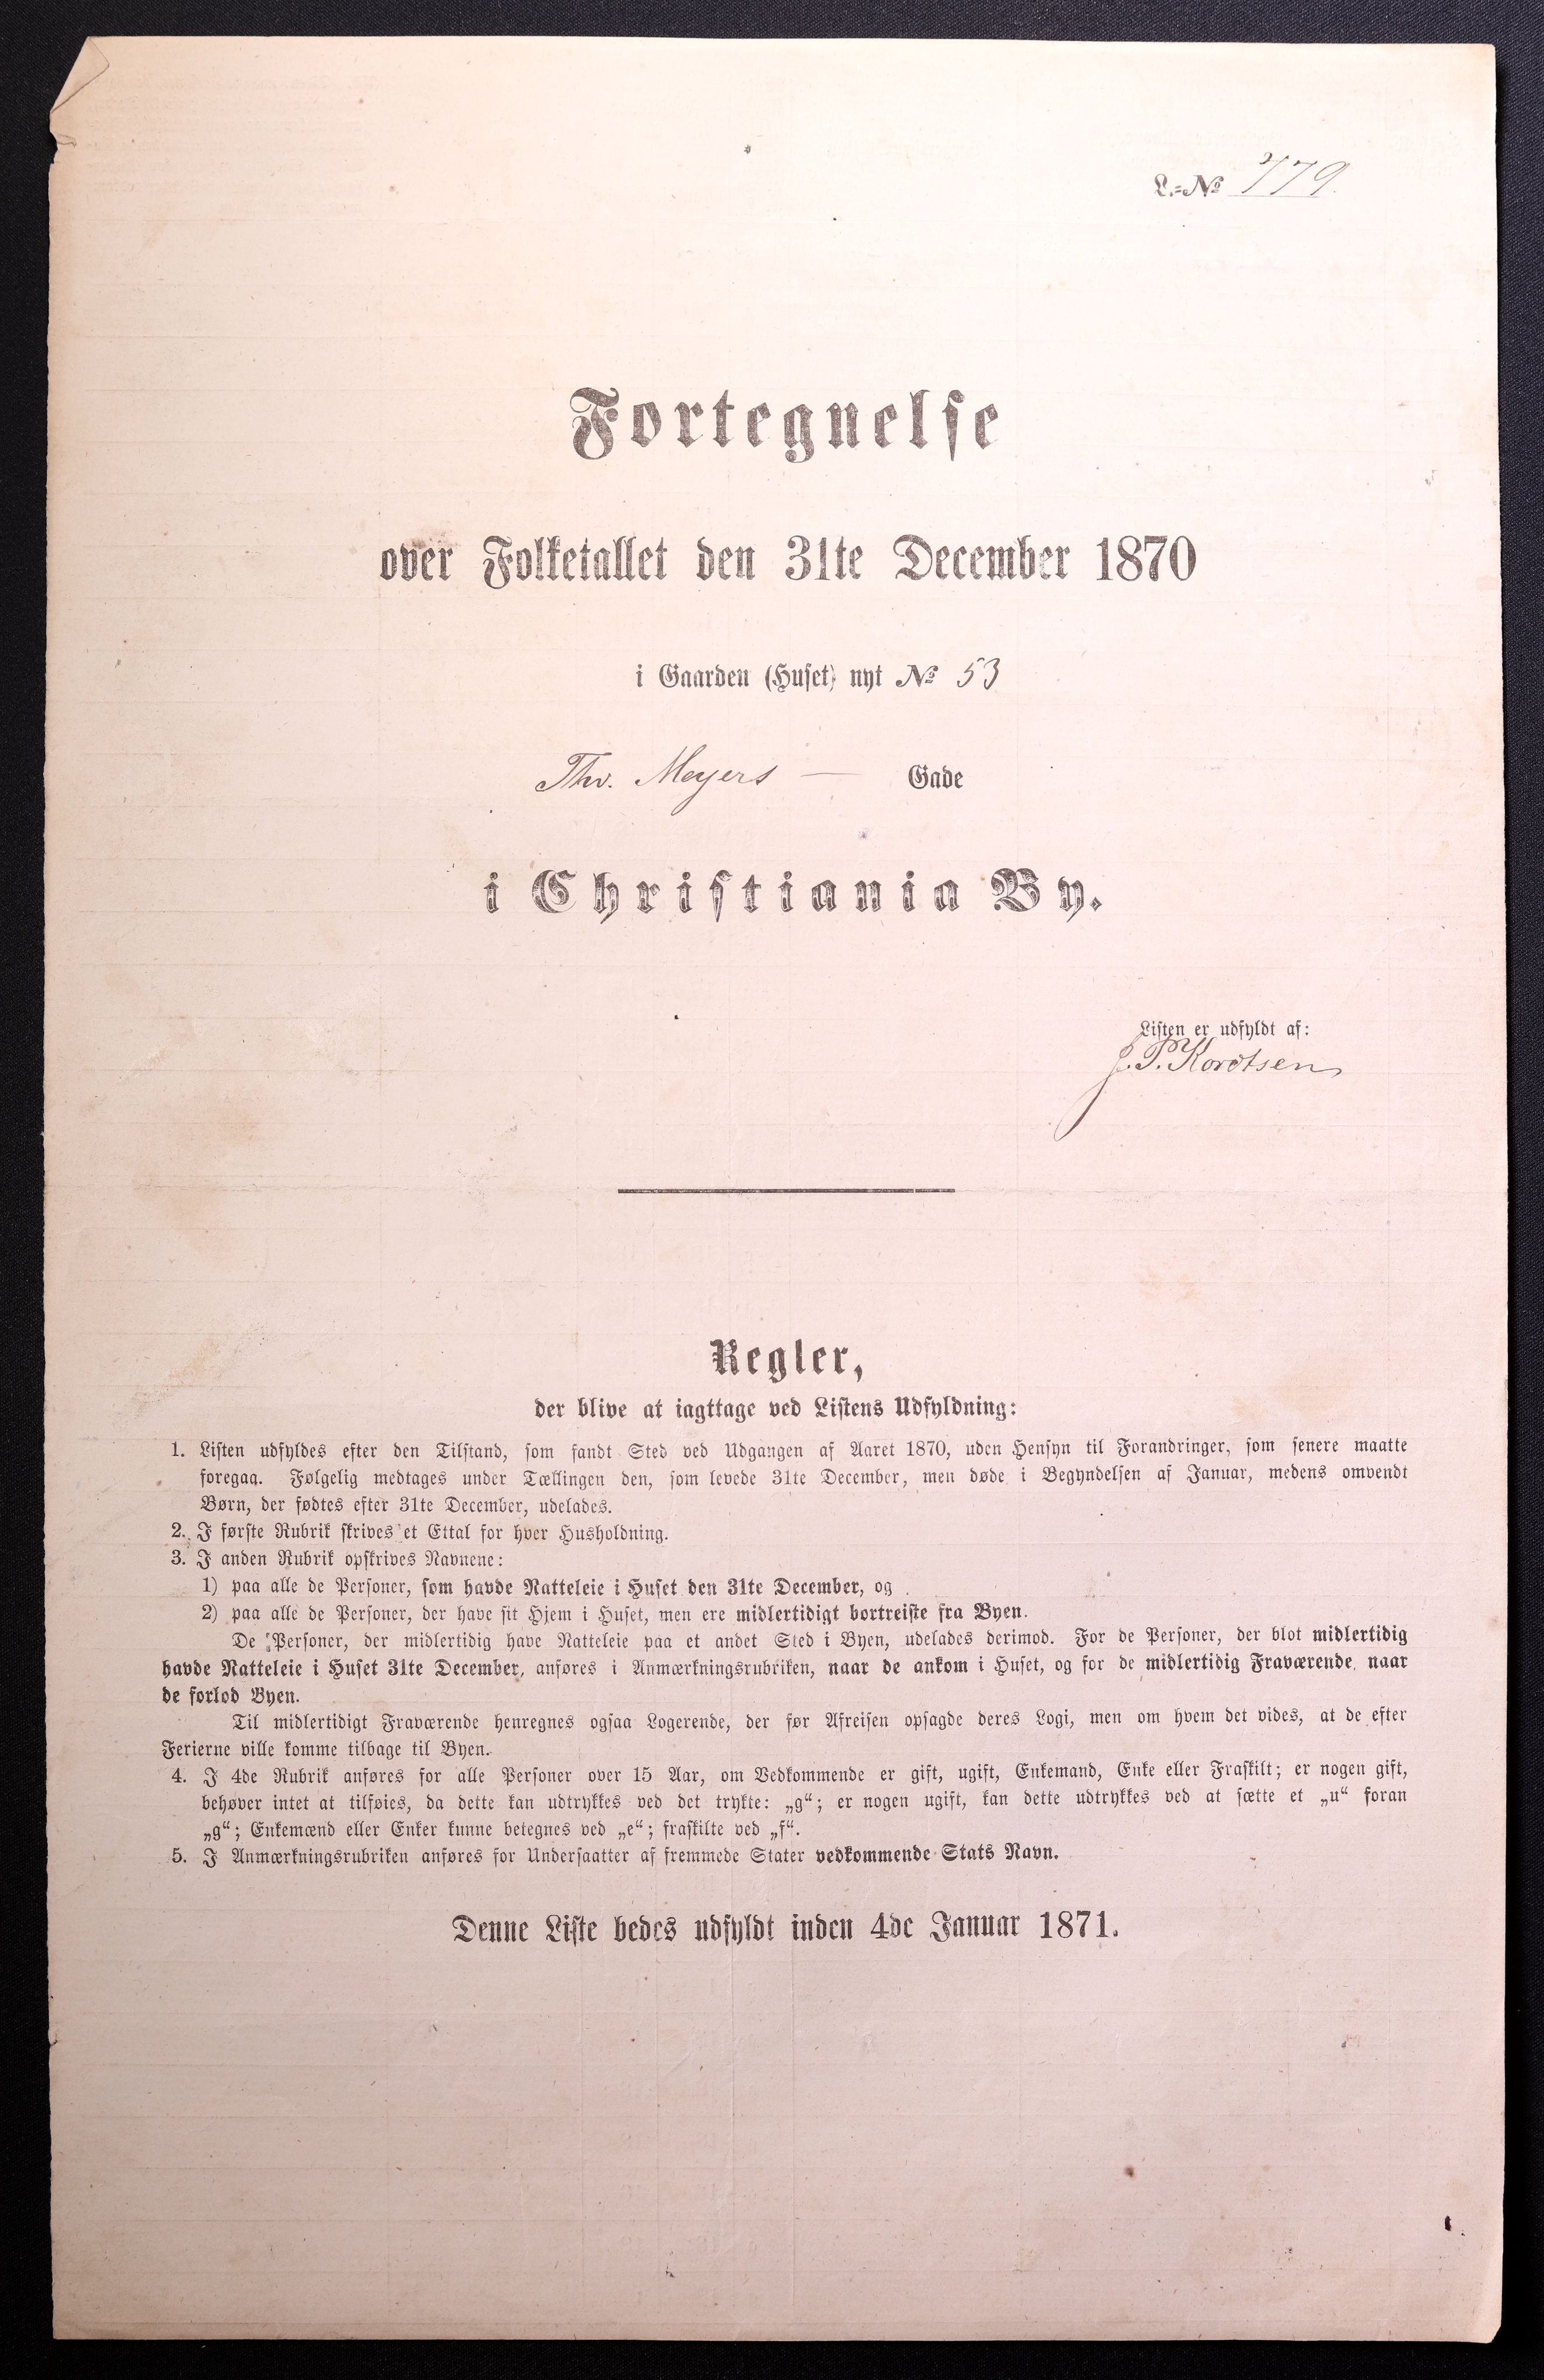 L.=№ 779.
Fortegnelse
over Folketallet den 31te December 1870
i Gaarden (Huset) nyt № 53
Thv. Meyers — Gade
i Christiania By.
Listen er udfyldt af:
J. P. Kordtsen
Regler,
der blive at iagttage ved Listens Udfyldning:
1. Listen udfyldes efter den Tilstand, som fandt Sted ved Udgangen af Aaret 1870, uden Hensyn til Forandringer, som senere maatte
foregaa. Følgelig medtages under Tællingen den, som levede 31te December, men døde i Begyndelsen af Januar, medens omvendt
Børn, der fødtes efter 31te December, udelades.
2. I første Rubrik skrives et Ettal for hver Husholdning.
3. I anden Rubrik opskrives Navnene:
1) paa alle de Personer, som havde Natteleie i Huset den 31te December, og
2) paa alle de Personer, der have sit Hjem i Huset, men ere midlertidigt bortreiste fra Byen.
De Personer, der midlertidig have Natteleie paa et andet Sted i Byen, udelades derimod. For de Personer, der blot midlertidig
havde Natteleie i Huset 31te December, anføres i Anmærkningsrubriken, naar de ankom i Huset, og for de midlertidig Fraværende, naar
de forlod Byen.
Til midlertidigt Fraværende henregnes ogsaa Logerende, der før Afreisen opsagde deres Logi, men om hvem det vides, at de efter
Ferierne ville komme tilbage til Byen.
4. I 4de Rubrik anføres for alle Personer over 15 Aar, om Vedkommende er gift, ugift, Enkemand, Enke eller Fraskilt; er nogen gift,
behøver intet at tilføies, da dette kan udtrykkes ved det trykte: „g“; er nogen ugift, kan dette udtrykkes ved at sætte et „u“ foran
„g“; Enkemænd eller Enker kunne betegnes ved „e“; fraskilte ved „f“.
5. I Anmærkningsrubriken anføres for Undersaatter af fremmede Stater vedkommende Stats Navn.
Denne Liste bedes udfyldt inden 4de Januar 1871.